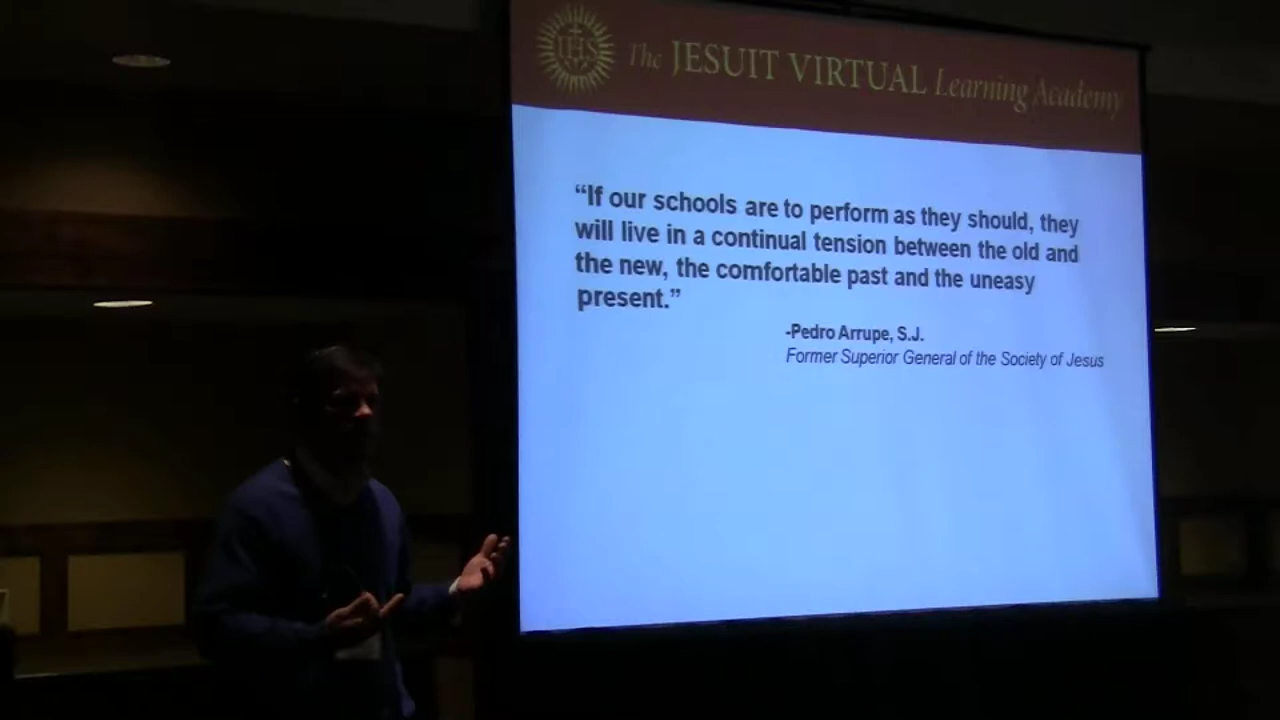 IHS
The JESUIT VIRTUAL Learning Academy
“If our schools are to perform as they should, they
will live in a continual tension between the old and
the new, the comfortable past and the uneasy
present.”
-Pedro Arrupe, S.J.
Former Superior General of the Society of Jesus